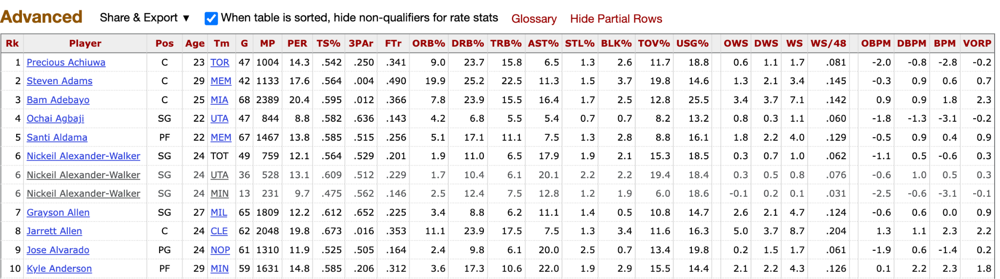 Advanced Share & Export ▼ When table is sorted, hide non-qualifiers for rate stats Glossary Hide Partial Rows
Rk Player Pos Age Tm G MP PER TS% 3PAr FTr ORB% DRB% TRB% AST% STL% BLK% TOV% USG% OWS DWS WS WS/48 OBPM DBPM BPM VORP
1 Precious Achiuwa C 23 TOR 47 1004 14.3 .542 .250 .341 9.0 23.7 15.8 6.5 1.3 2.6 11.7 18.8 0.6 1.1 1.7 .081 -2.0 -0.8 -2.8 -0.2
2 Steven Adams C 29 MEM 42 1133 17.6 .564 .004 .490 19.9 25.2 22.5 11.3 1.5 3.7 19.8 14.6 1.3 2.1 3.4 .145 -0.3 0.9 0.6 0.7
3 Bam Adebayo C 25 MIA 68 2389 20.4 .595 .012 .366 7.8 23.9 15.5 16.4 1.7 2.5 12.8 25.5 3.4 3.7 7.1 .142 0.9 0.9 1.8 2.3
4 Ochai Agbaji SG 22 UTA 47 844 8.8 .582 .636 .143 4.2 6.8 5.5 5.4 0.7 0.7 8.2 13.2 0.8 0.3 1.1 .060 -1.8 -1.3 -3.1 -0.2
5 Santi Aldama PF 22 MEM 67 1467 13.8 .585 .515 .256 5.1 17.1 11.1 7.5 1.3 2.8 8.8 16.1 1.8 2.2 4.0 .129 -0.5 0.9 0.4 0.9
6 Nickeil Alexander-Walker SG 24 TOT 49 759 12.1 .564 .529 .201 1.9 11.0 6.5 17.9 1.9 2.1 15.3 18.5 0.3 0.7 1.0 .062 -1.1 0.5 -0.6 0.3
6 Nickeil Alexander-Walker SG 24 UTA 36 528 13.1 .609 .512 .229 1.7 10.4 6.1 20.1 2.2 2.2 19.4 18.4 0.3 0.5 0.8 .076 -0.6 1.0 0.5 0.3
6 Nickeil Alexander-Walker SG 24 MIN 13 231 9.7 .475 .562 .146 2.5 12.4 7.5 12.8 1.2 1.9 6.0 18.6 -0.1 0.2 0.1 .031 -2.5 -0.6 -3.1 -0.1
7 Grayson Allen SG 27 MIL 65 1809 12.2 .612 .652 .225 3.4 8.8 6.2 11.1 1.4 0.5 10.8 14.7 2.6 2.1 4.7 .124 -0.6 0.6 0.0 0.9
8 Jarrett Allen C 24 CLE 62 2048 19.8 .673 .016 .353 11.1 23.9 17.5 7.5 1.3 3.4 11.6 16.3 5.0 3.7 8.7 .204 1.3 1.1 2.3 2.2
9 Jose Alvarado PG 24 NOP 61 1310 11.9 .525 .505 .164 2.4 9.8 6.1 20.0 2.5 0.7 13.4 19.8 0.2 1.5 1.7 .061 -1.9 0.6 -1.4 0.2
10 Kyle Anderson PF 29 MIN 59 1631 14.8 .585 .206 .312 3.6 17.3 10.6 22.0 1.9 2.9 15.5 14.4 2.1 2.2 4.3 .126 0.1 2.2 2.3 1.8